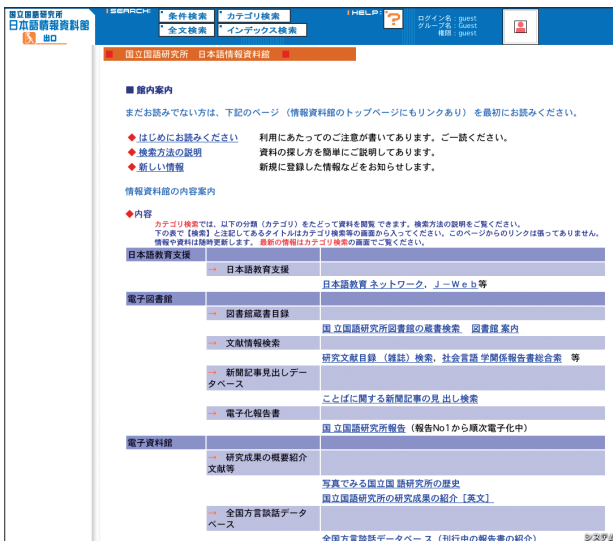 国立国語研究所
日本語情報資料館
出口
SEARCH:
条件検索
カテゴリ検索
全文検索
インデックス検索
HELP:
?
ログイン名 : guest
グループ名 : Guest
権限 : guest
国立国語研究所 日本語情報資料館
■ 館内案内
まだお読みでない方は、下記のページ （情報資料館のトップページにもリンクあり） を最初にお読みください。
◆ はじめにお読みください 利用にあたってのご注意が書いてあります。ご一読ください。
◆ 検索方法の説明 資料の探し方を簡単にご説明してあります。
◆ 新しい情報 新規に登録した情報などをお知らせします。
情報資料館の内容案内
◆内容
カテゴリ検索では、以下の分類（カテゴリ）をたどって資料を閲覧 できます。検索方法の説明をご覧ください。
下の表で【検索】と注記してあるタイトルはカテゴリ検索等の画面から入ってください。このページからのリンクは張ってありません。
情報や資料は随時更新します。 最新の情報はカテゴリ検索の画面でご覧ください。
日本語教育支援
→ 日本語教育支援
日本語教育 ネットワーク, Ｊ－Ｗｅｂ等
電子図書館
→ 図書館蔵書目録
国 立国語研究所図書館の蔵書検索 図書館 案内
→ 文献情報検索
研究文献目録 （雑誌）検索, 社会言語 学関係報告書総合索 等
→ 新聞記事見出しデー
タベース
ことばに関する新聞記事の見 出し検索
→ 電子化報告書
国 立国語研究所報告 （報告No1から順次電子化中）
電子資料館
→ 研究成果の概要紹介
文献等
写真でみる国立国 語研究所の歴史
国立国語研究所の研究成果の紹介 [英文]
→ 全国方言談話データ
ベース
全国方言談話データベー ス（刊行中の報告書の紹介）
システム